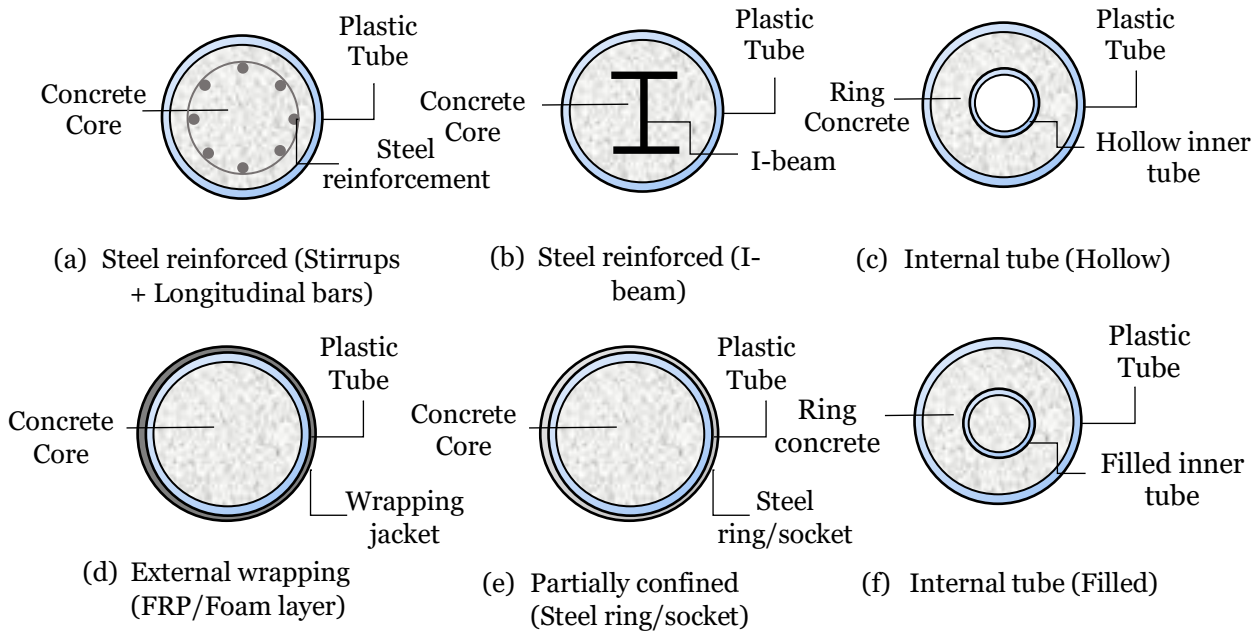 Plastic
Tube
Concrete
Core
Steel
reinforcement
(a) Steel reinforced (Stirrups
+ Longitudinal bars)
Plastic
Tube
Concrete
Core
I-beam
(b) Steel reinforced (I-
beam)
Plastic
Tube
Ring
Concrete
Hollow inner
tube
(c) Internal tube (Hollow)
Plastic
Tube
Concrete
Core
Wrapping
jacket
(d) External wrapping
(FRP/Foam layer)
Plastic
Tube
Concrete
Core
Steel
ring/socket
(e) Partially confined
(Steel ring/socket)
Plastic
Tube
Ring
concrete
Filled inner
tube
(f) Internal tube (Filled)